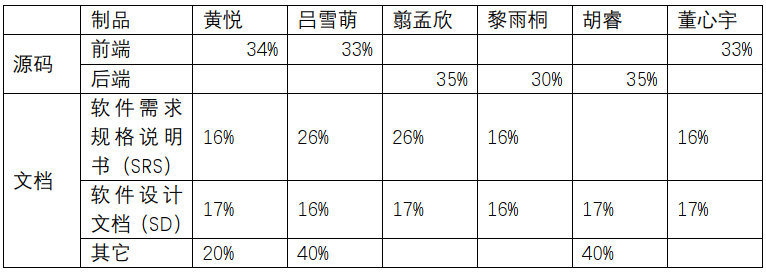 制品 黄悦 吕雪萌 翦孟欣 黎雨桐 胡睿 董心宇
源码 前端 34% 33% 33%
后端 35% 30% 35%
文档
软件需求
规格说明
书（SRS） 16% 26% 26% 16% 16%
软件设计
文档（SD） 17% 16% 17% 16% 17% 17%
其它 20% 40% 40%